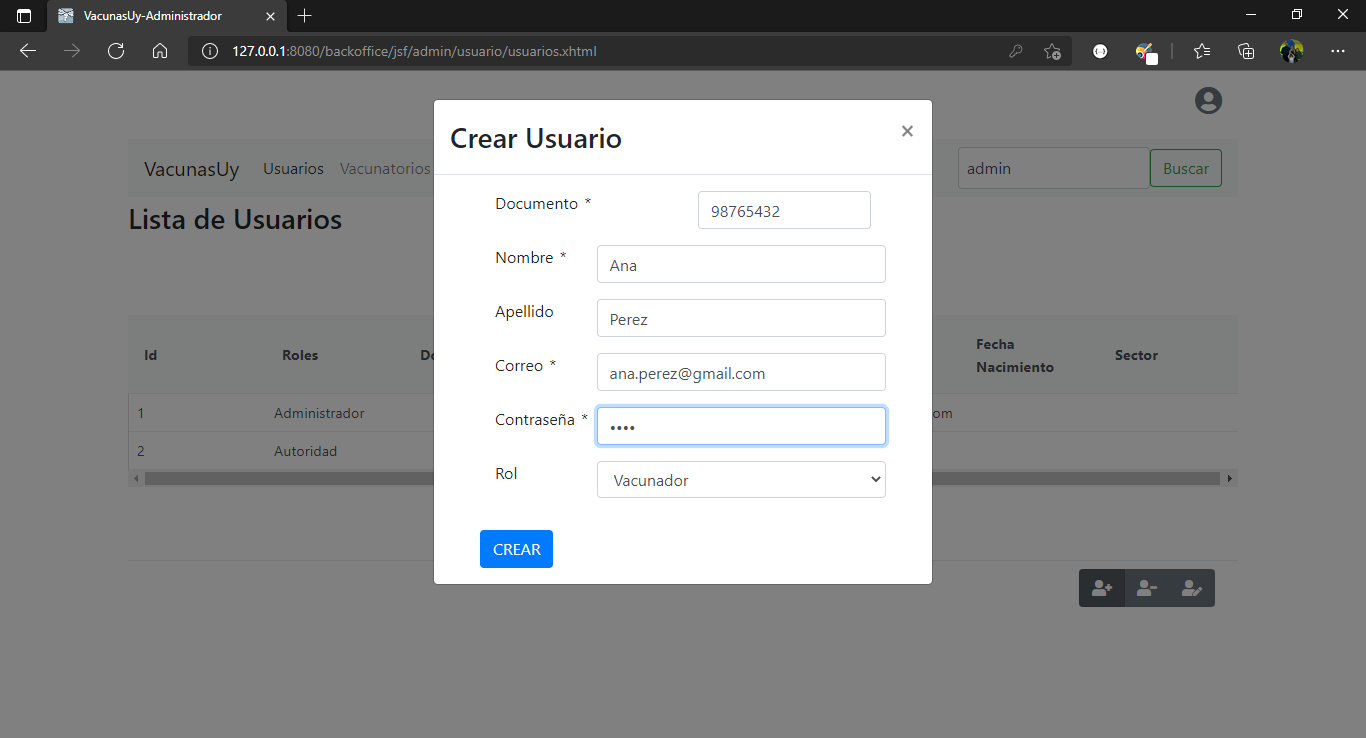 VacunasUy-Administrador
127.0.0.1:8080/backoffice/jsf/admin/usuario/usuarios.xhtml
Crear Usuario ×
VacunasUy Usuarios Vacunatorios admin Buscar
Lista de Usuarios
Documento * 98765432
Nombre * Ana
Apellido Perez
Correo * ana.perez@gmail.com
Contraseña * ••••
Rol Vacunador
CREAR
Id Roles Fecha Nacimiento Sector
1 Administrador om
2 Autoridad